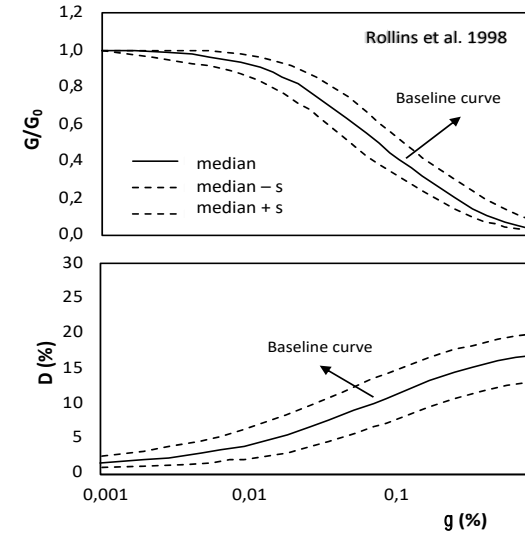 1,2
Rollins et al. 1998
1,0
0,8
Baseline curve
G/G0
0,6
0,4
median
median – s
median + s
0,2
0,0
30
25
20
Baseline curve
D (%)
15
10
5
0
0,001
0,01
0,1
g (%)